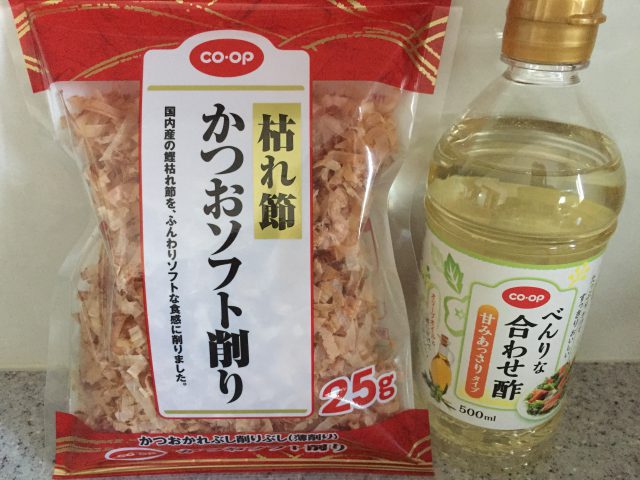 CO·OP
枯れ節
かつおソフト削り
国内産の鰹枯れ節を、ふんわりソフトな食感に削りました。
25g
かつおかれぶし削りぶし(薄削り)
CO·OP
べんりな
合わせ酢
甘みあっさりタイプ
500ml